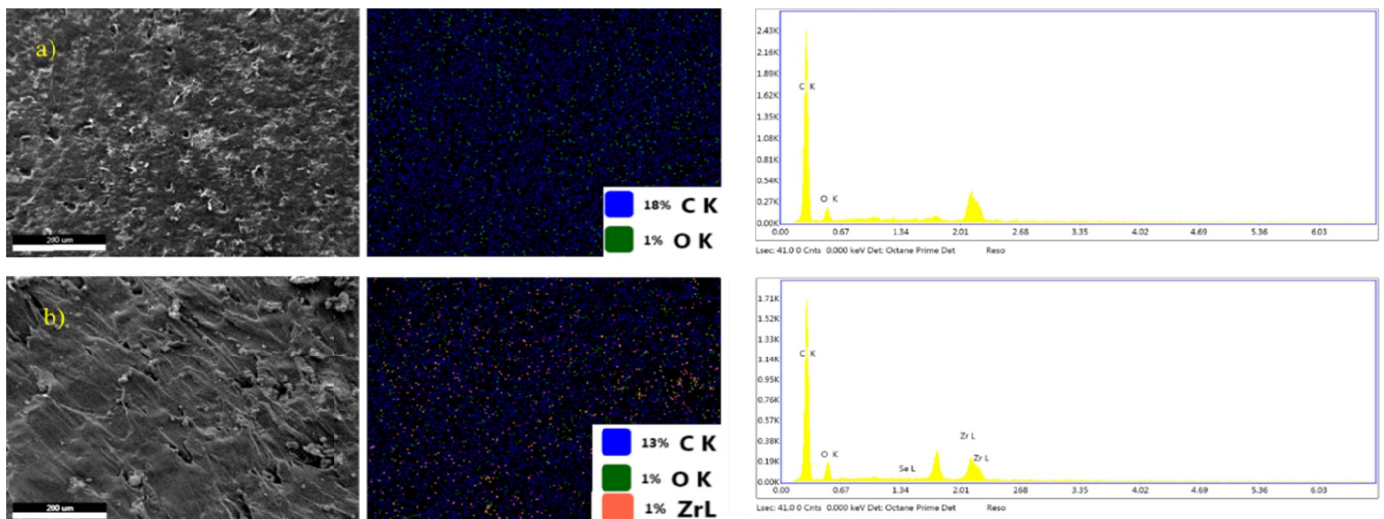 a)
200 um
18% C K
1% O K
2.43K
2.16K
1.89K
1.62K
1.35K
1.08K
0.81K
0.54K
0.27K
0.00K
C K
O K
0.00 0.67 1.34 2.01 2.68 3.35 4.02 4.69 5.36 6.03
Lsec: 41.0 0 Cnts 0.000 keV Det: Octane Prime Det Reso
b)
200 um
13% C K
1% O K
1% ZrL
1.71K
1.52K
1.33K
1.14K
0.95K
0.76K
0.57K
0.38K
0.19K
0.00K
C K
O K
Se L
Zr L
Zr L
0.00 0.67 1.34 2.01 2.68 3.35 4.02 4.69 5.36 6.03
Lsec: 41.0 0 Cnts 0.000 keV Det: Octane Prime Det Reso